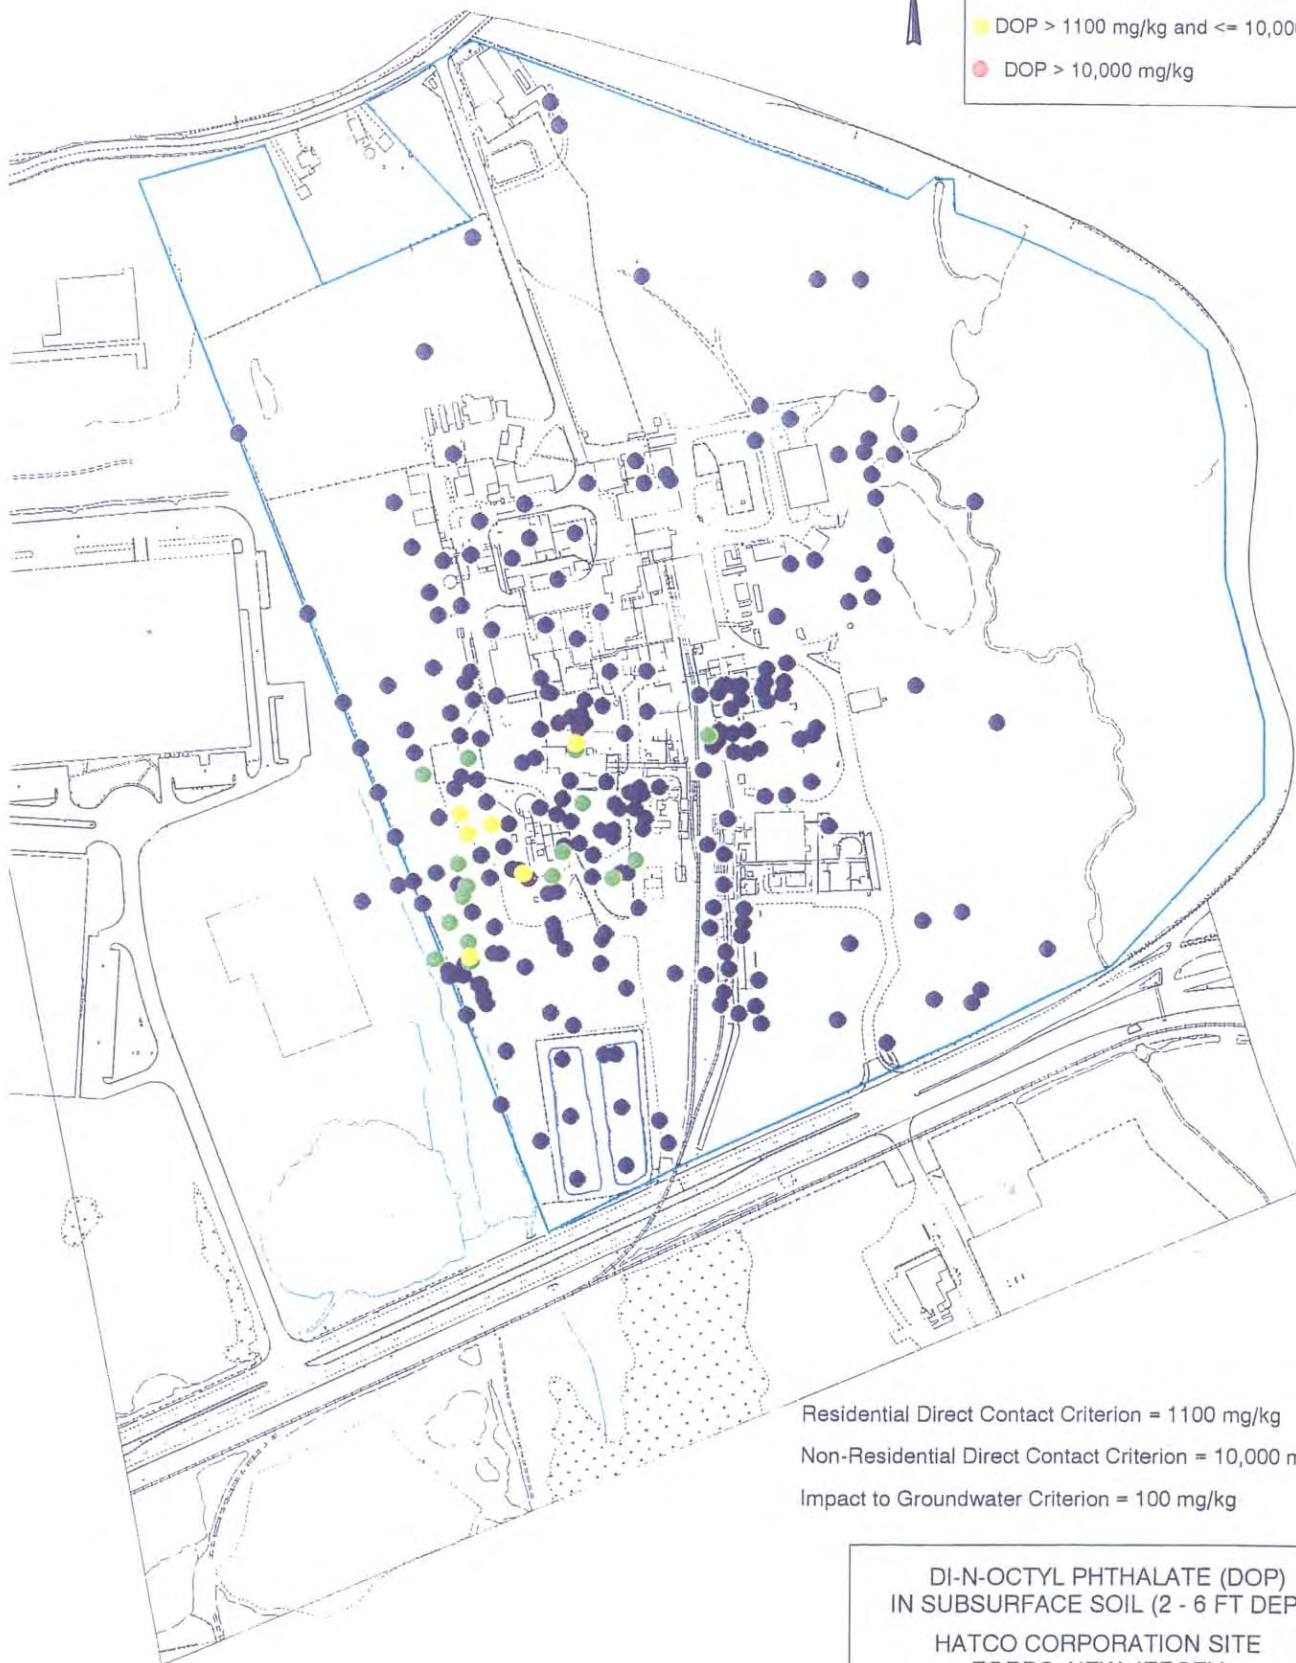 DOP > 1100 mg/kg and <= 10,00
DOP > 10,000 mg/kg
Residential Direct Contact Criterion = 1100 mg/kg
Non-Residential Direct Contact Criterion = 10,000 m
Impact to Groundwater Criterion = 100 mg/kg
DI-N-OCTYL PHTHALATE (DOP)
IN SUBSURFACE SOIL (2 - 6 FT DEP
HATCO CORPORATION SITE